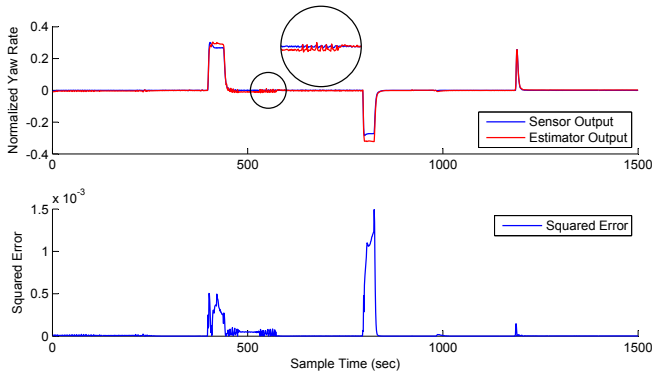 0.4
0.2
0
-0.2
-0.4
Normalized Yaw Rate
Sensor Output
Estimator Output
0
500
1000
1500
x 10^-3
1.5
1
0.5
0
Squared Error
Squared Error
0
500
1000
1500
Sample Time (sec)